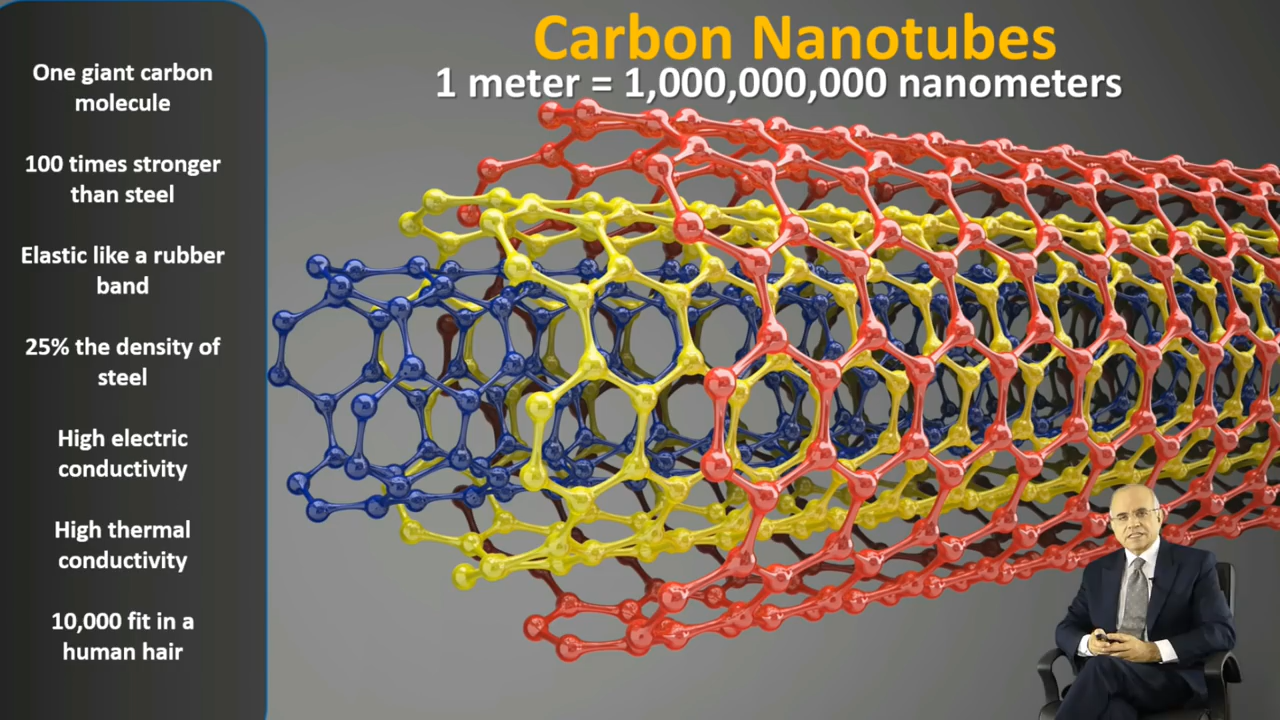 Carbon Nanotubes
1 meter = 1,000,000,000 nanometers
One giant carbon
molecule
100 times stronger
than steel
Elastic like a rubber
band
25% the density of
steel
High electric
conductivity
High thermal
conductivity
10,000 fit in a
human hair